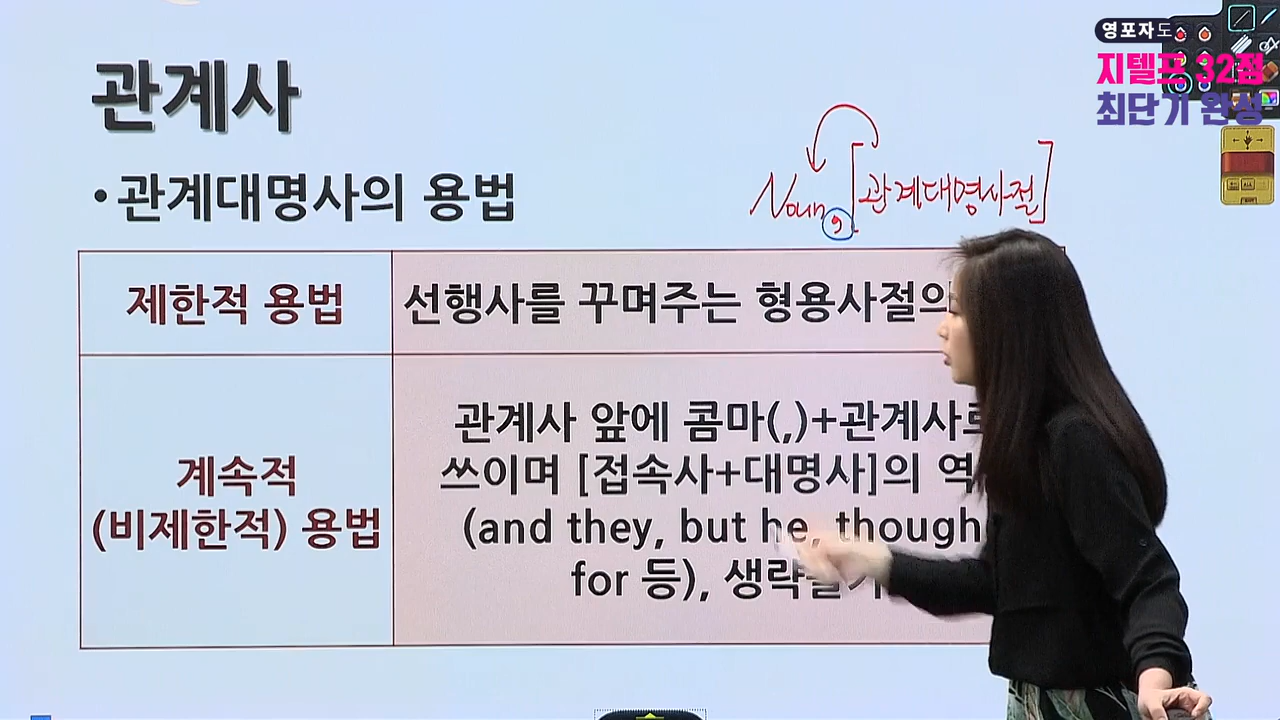 영포자도
지텔프 32점
최단기 완성
관계사
•관계대명사의 용법
Noun, [관계대명사절]
제한적 용법
선행사를 꾸며주는 형용사절의
관계사 앞에 콤마(,)+관계사로
쓰이며 [접속사+대명사]의 역
계속적
(비제한적) 용법
(and they, but he, though
for 등), 생략불가